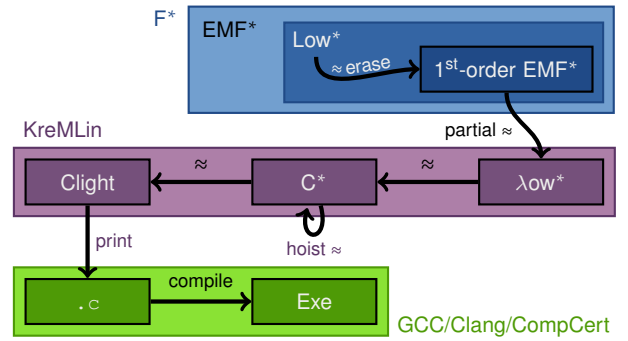 F*
EMF*
Low*
≈ erase
1st-order EMF*
partial ≈
KreMLin
Clight
≈
C*
≈
λow*
print
hoist ≈
.c
compile
Exe
GCC/Clang/CompCert